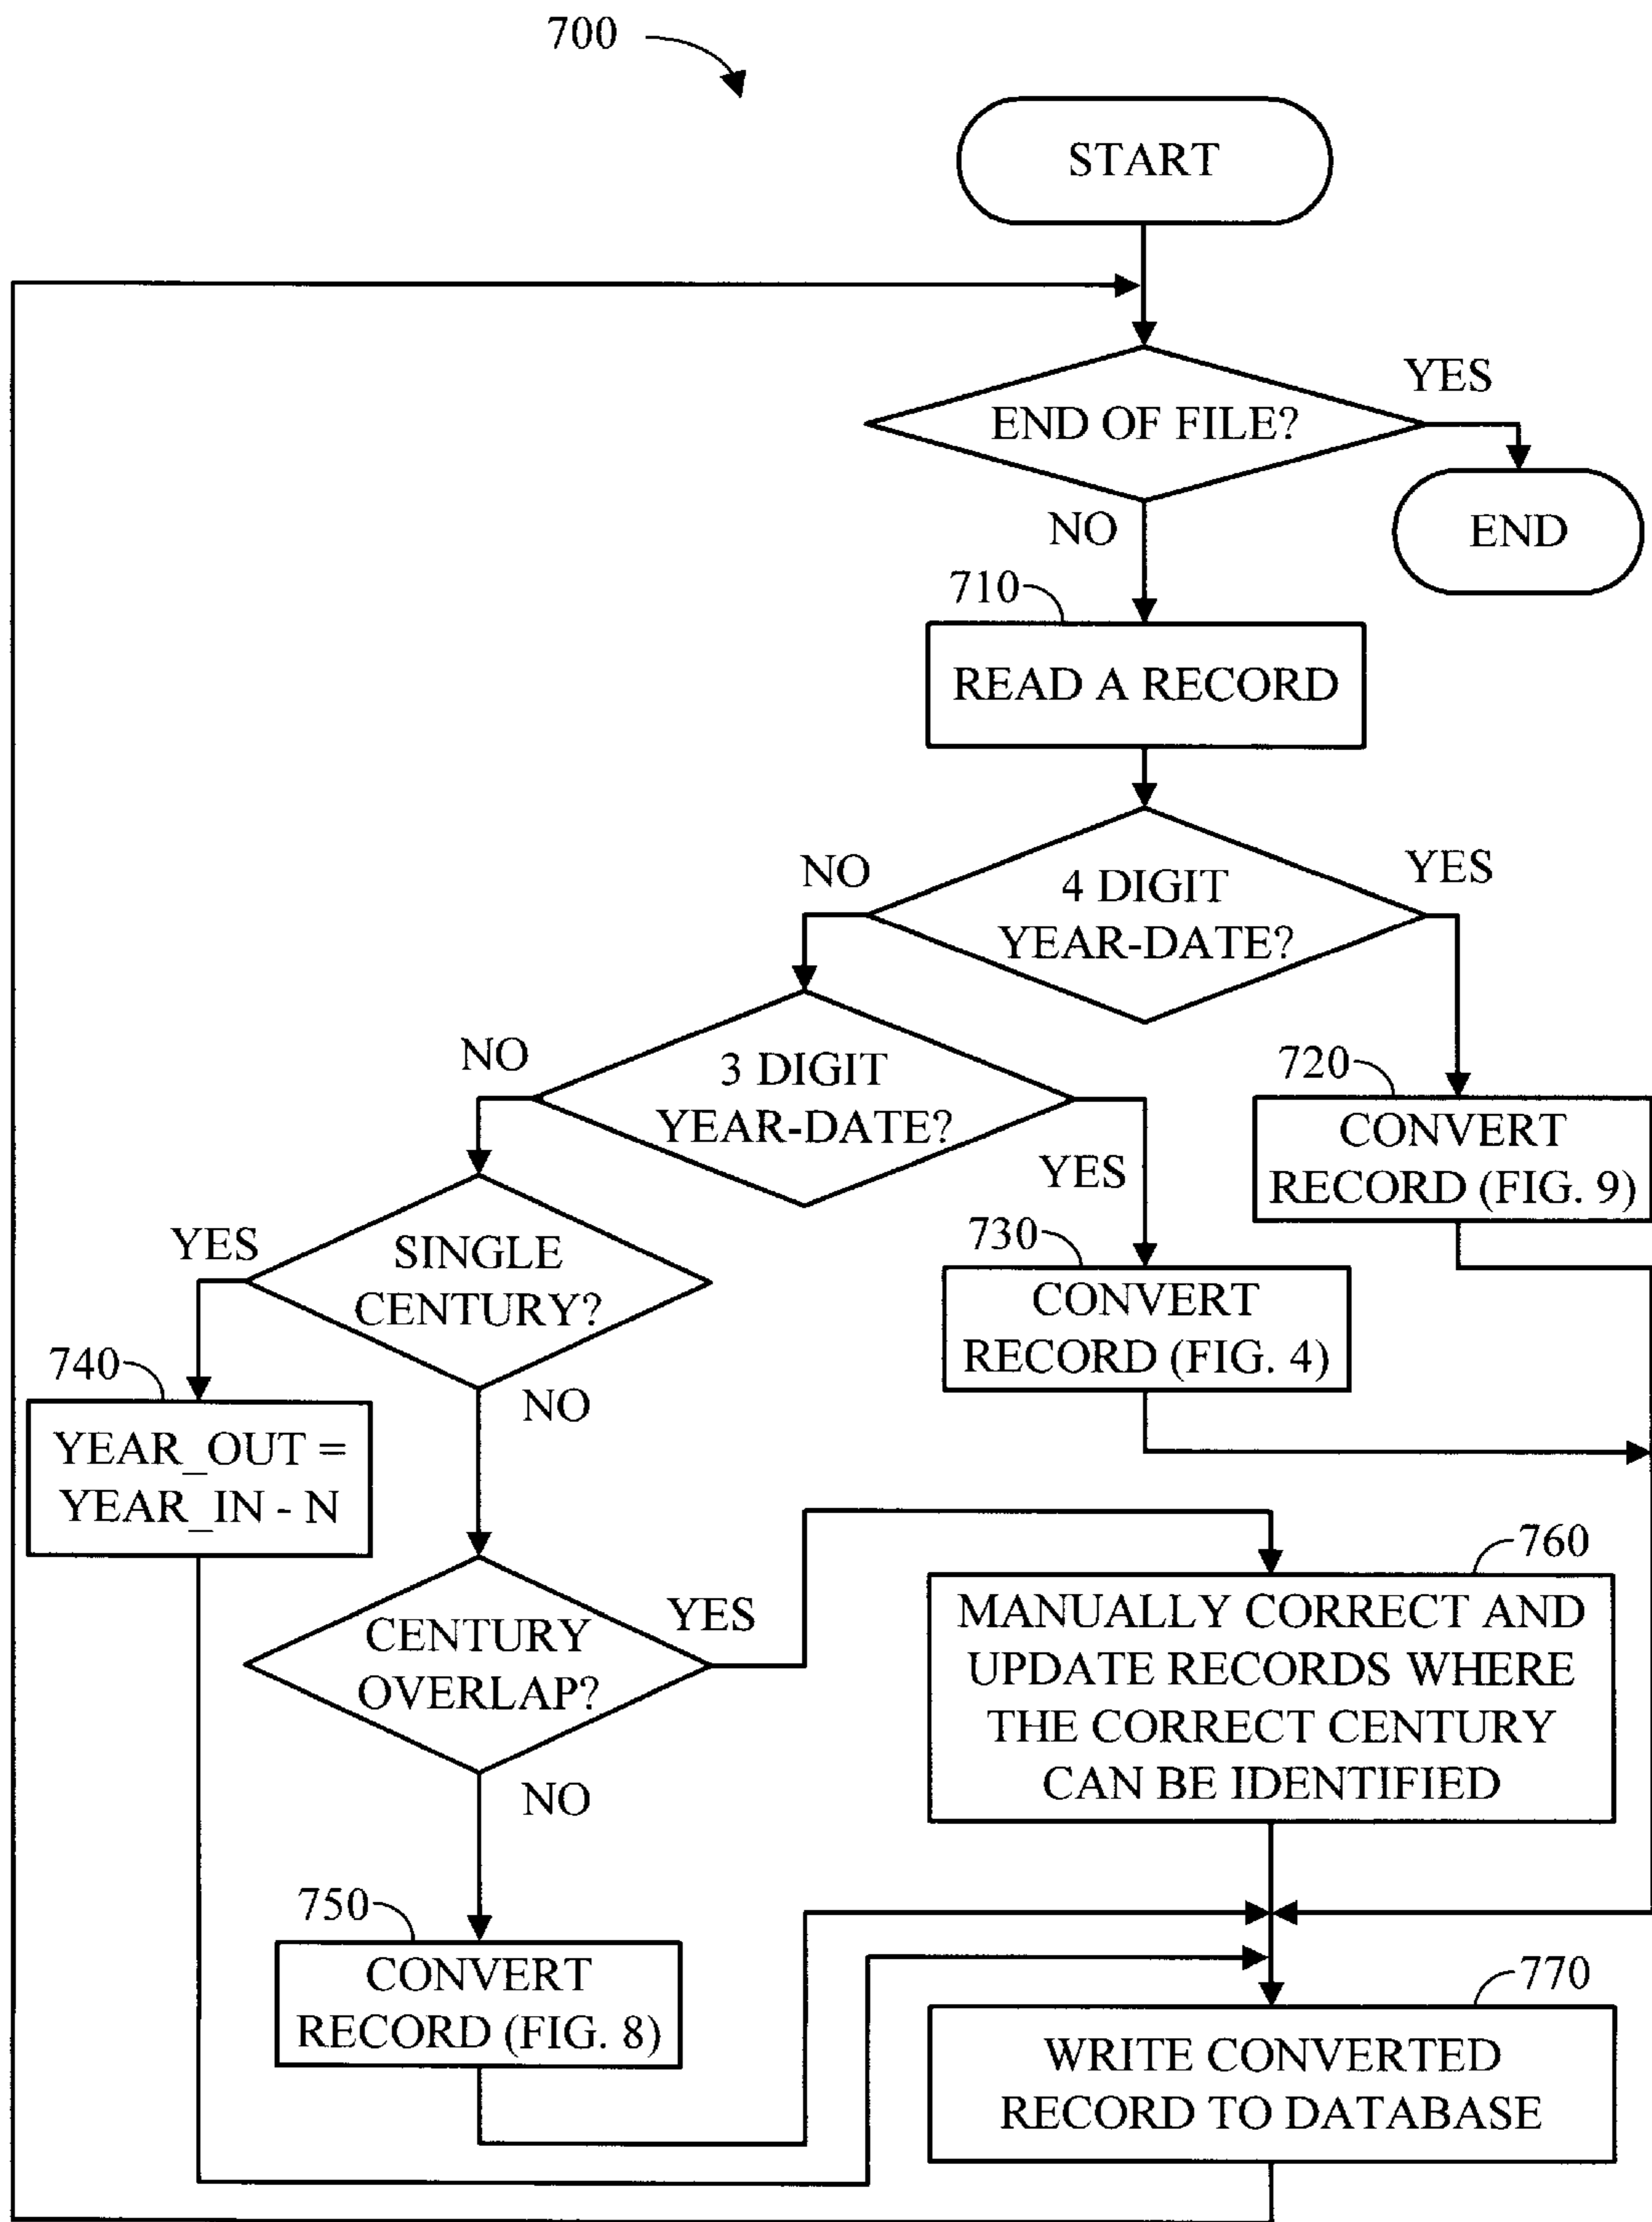 700
START
YES
END OF FILE?
NO
END
710
READ A RECORD
NO
YES
4 DIGIT
YEAR-DATE?
NO
3 DIGIT
YEAR-DATE?
720
CONVERT
RECORD (FIG. 9)
YES
YES
SINGLE
CENTURY?
730
CONVERT
RECORD (FIG. 4)
740
NO
YEAR_OUT =
YEAR_IN - N
760
YES
CENTURY
OVERLAP?
MANUALLY CORRECT AND
UPDATE RECORDS WHERE
THE CORRECT CENTURY
CAN BE IDENTIFIED
NO
750
CONVERT
RECORD (FIG. 8)
770
WRITE CONVERTED
RECORD TO DATABASE